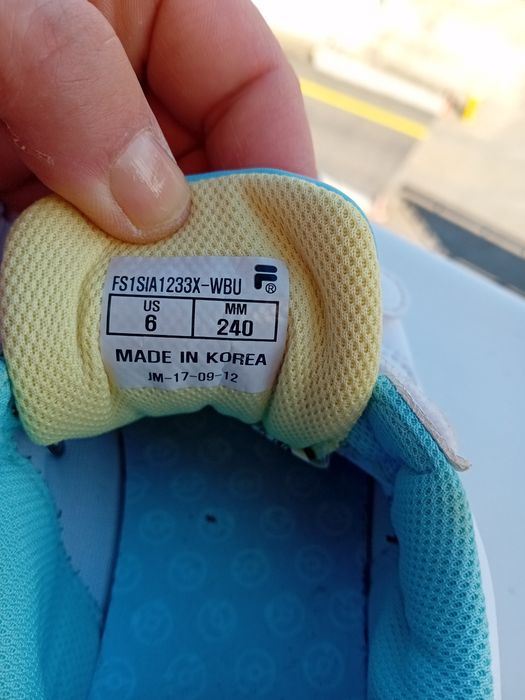 FS1SIA1233X-WBU F®
US MM
6 240
MADE IN KOREA
JM-17-09-12